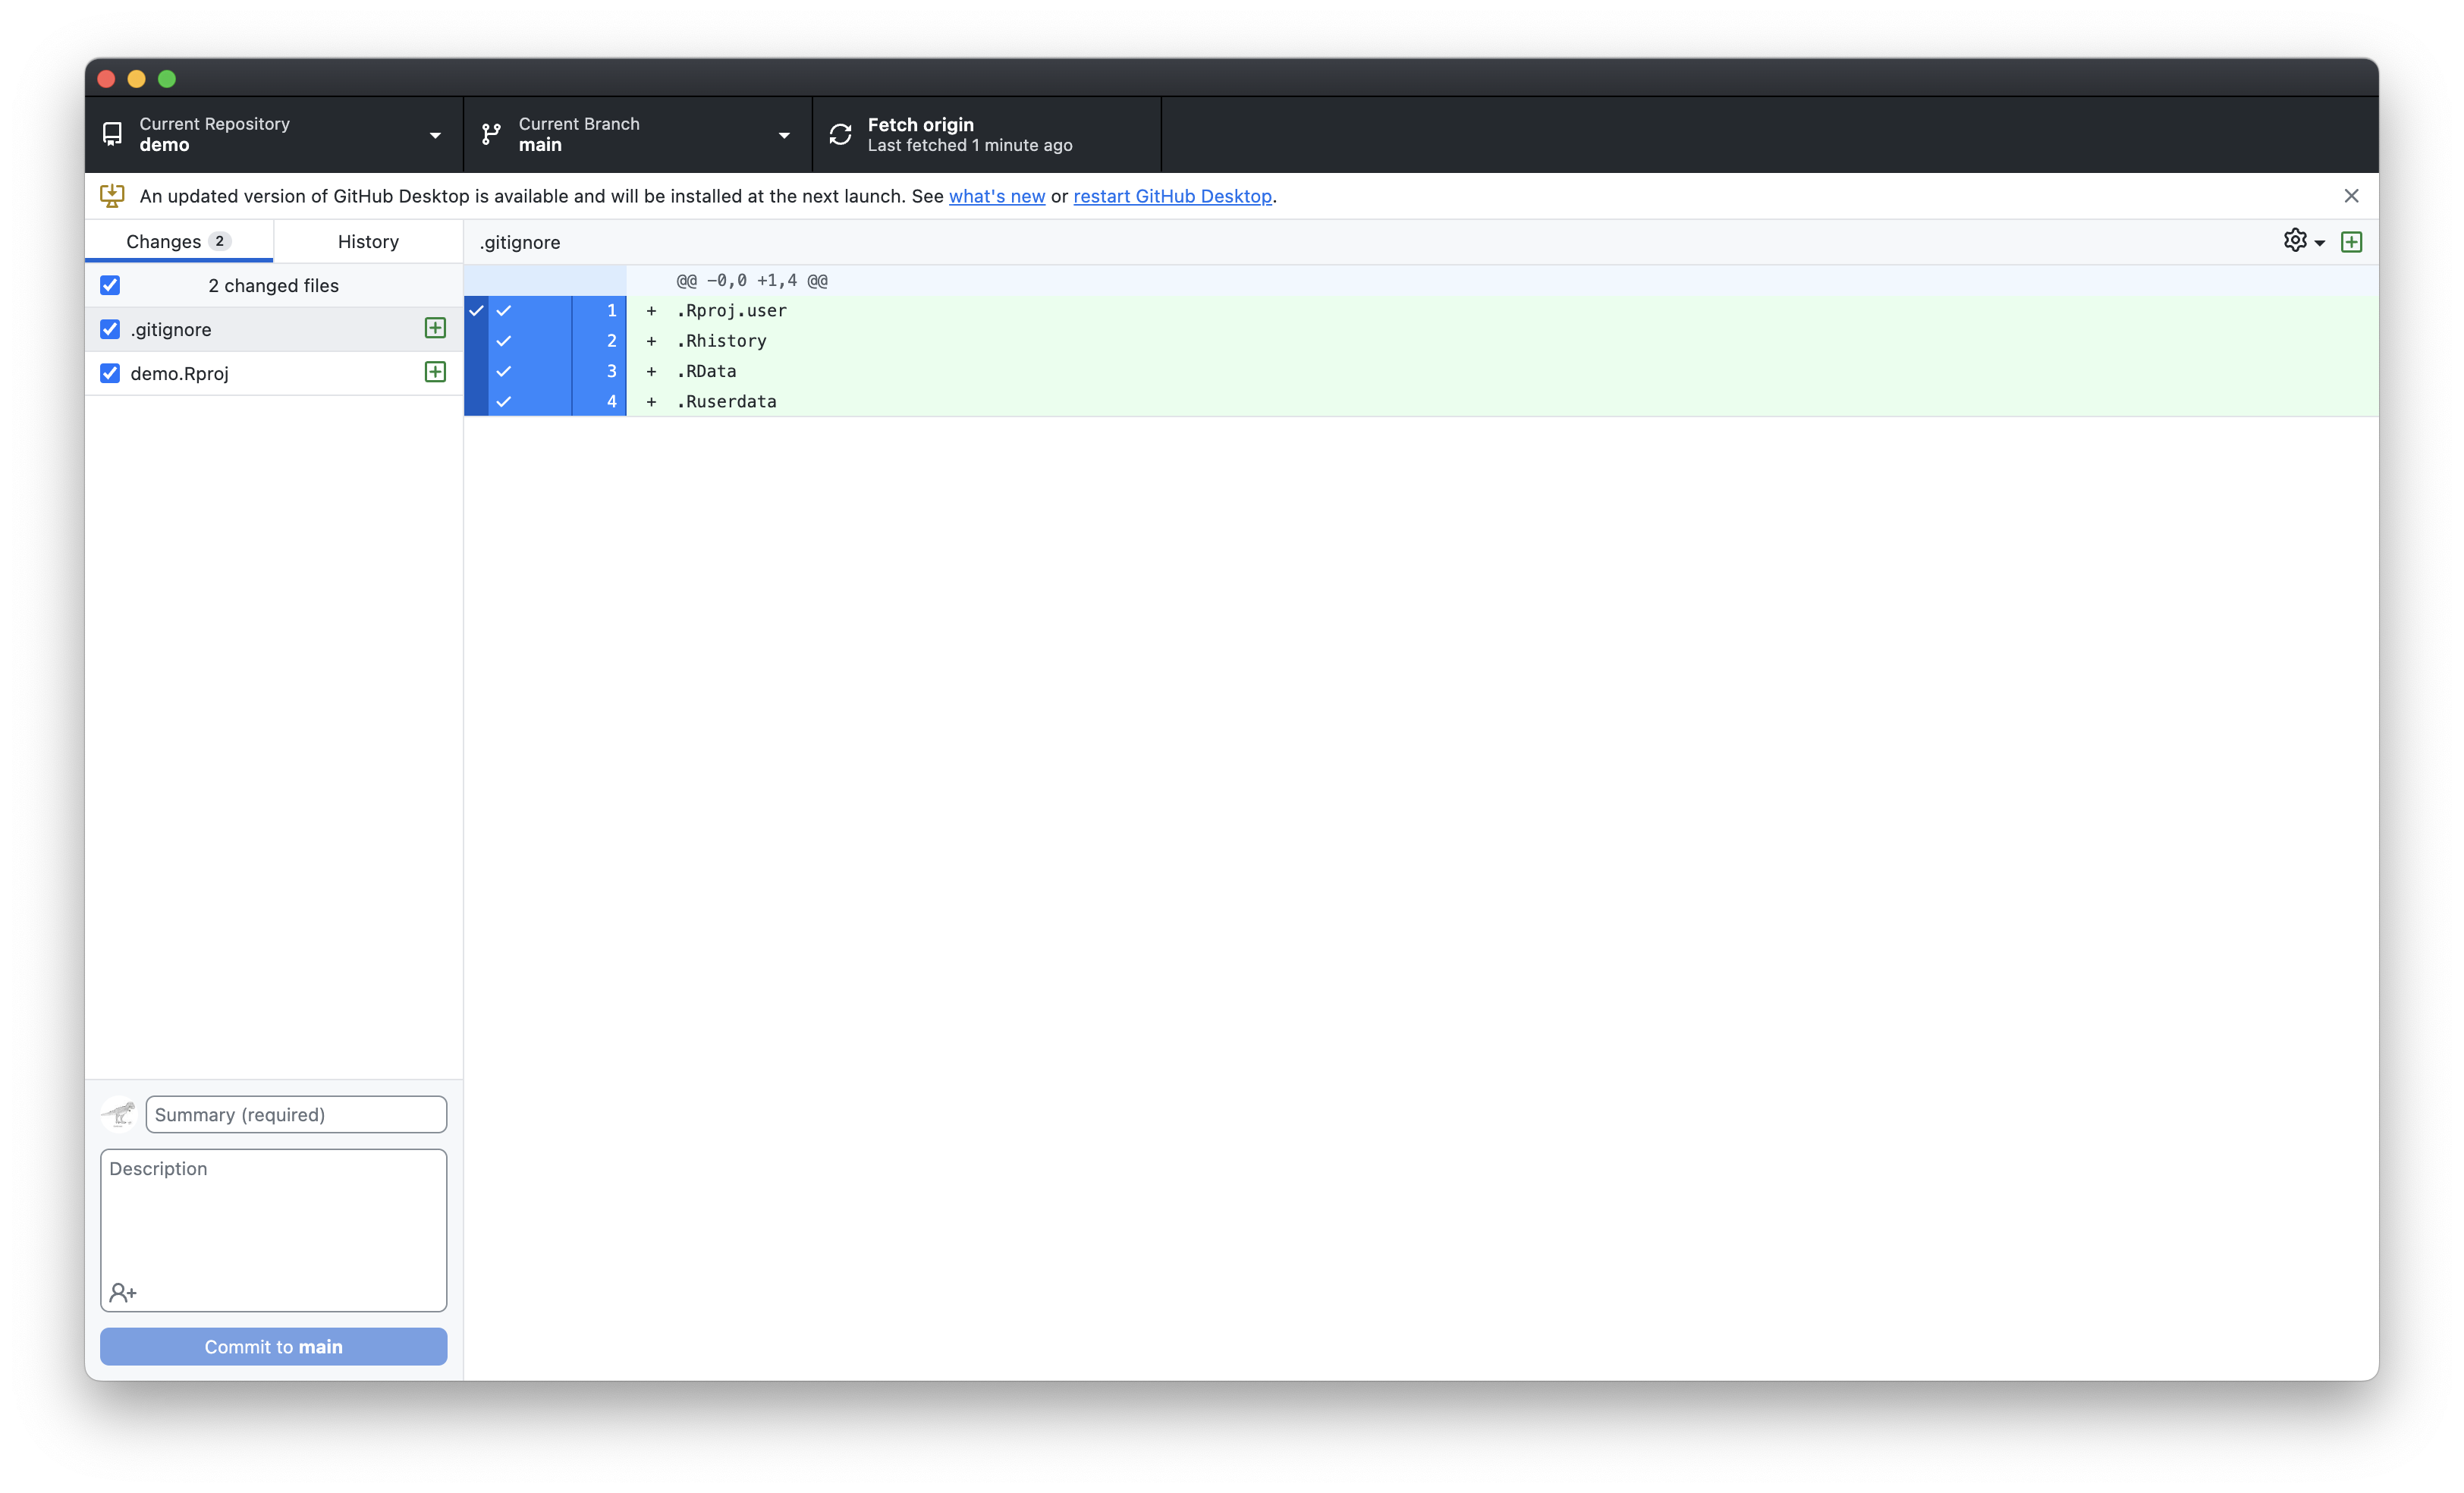 Current Repository
demo
Current Branch
main
Fetch origin
Last fetched 1 minute ago
An updated version of GitHub Desktop is available and will be installed at the next launch. See what's new or restart GitHub Desktop.
Changes 2
History
.gitignore
2 changed files
@@ -0,0 +1,4 @@
.gitignore
demo.Rproj
1 + .Rproj.user
2 + .Rhistory
3 + .RData
4 + .Ruserdata
Summary (required)
Description
Commit to main